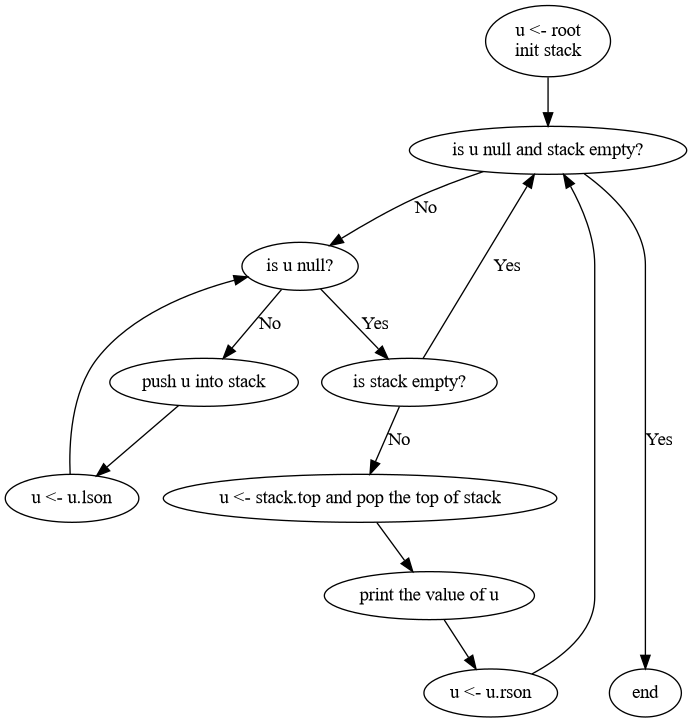 u <- root
init stack
is u null and stack empty?
No
is u null?
Yes
No
Yes
push u into stack
is stack empty?
No
Yes
u <- u.lson
u <- stack.top and pop the top of stack
print the value of u
u <- u.rson
end